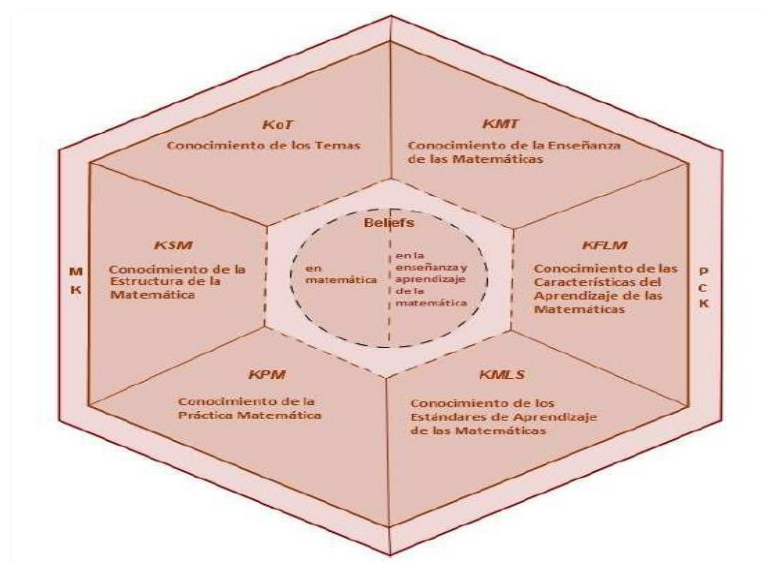 KoT
Conocimiento de los Temas
KMT
Conocimiento de la Enseñanza
de las Matemáticas
KSM
Conocimiento de la
Estructura de la
Matemática
M
K
Beliefs
en
matemática
en la
enseñanza y
aprendizaje
de la
matemática
KFLM
Conocimiento de las
Características del
Aprendizaje de las
Matemáticas
P
C
K
KPM
Conocimiento de la
Práctica Matemática
KMLS
Conocimiento de los
Estándares de Aprendizaje
de las Matemáticas